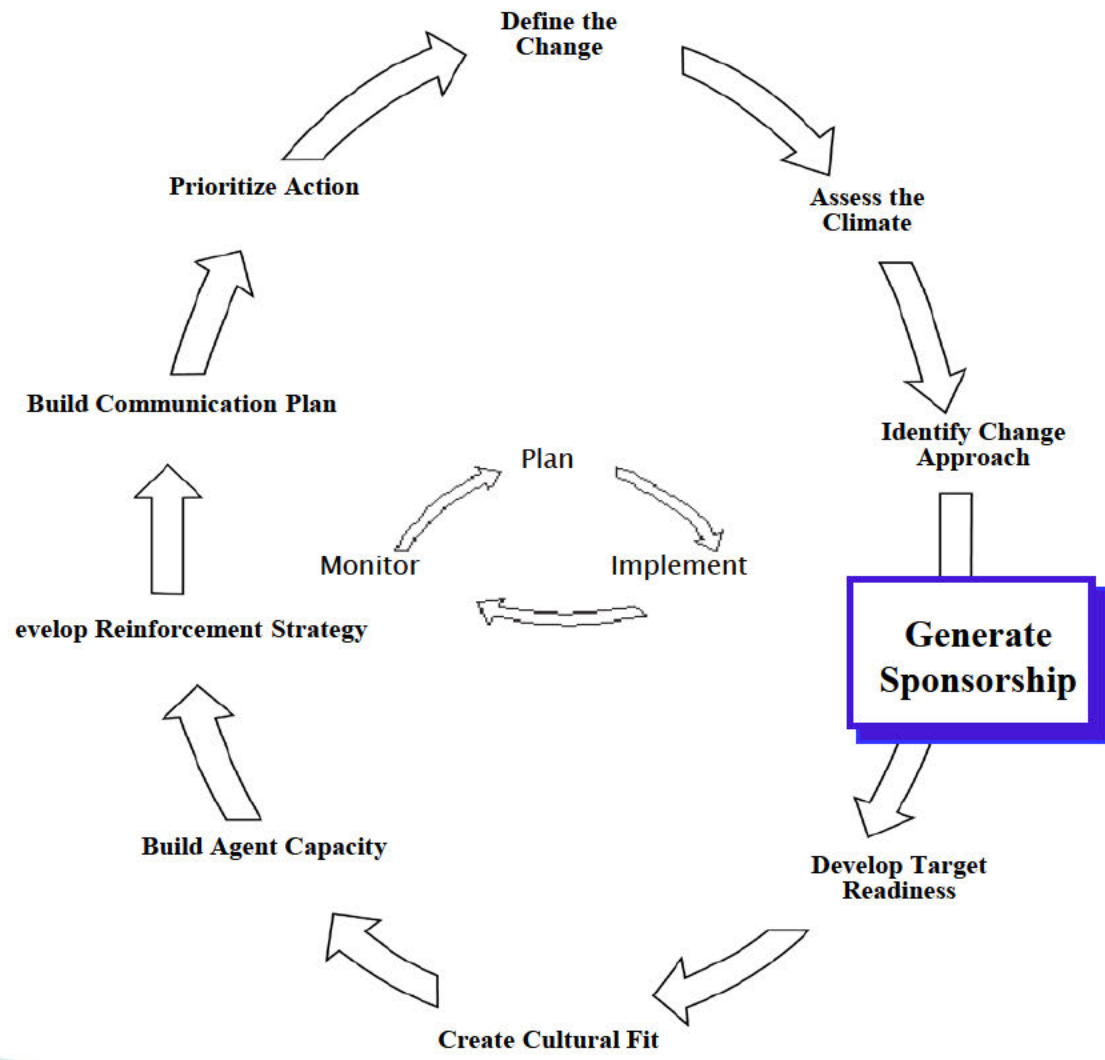 Define the
Change
Assess the
Climate
Identify Change
Approach
Generate
Sponsorship
Develop Target
Readiness
Create Cultural Fit
Build Agent Capacity
evelop Reinforcement Strategy
Build Communication Plan
Prioritize Action
Plan
Implement
Monitor